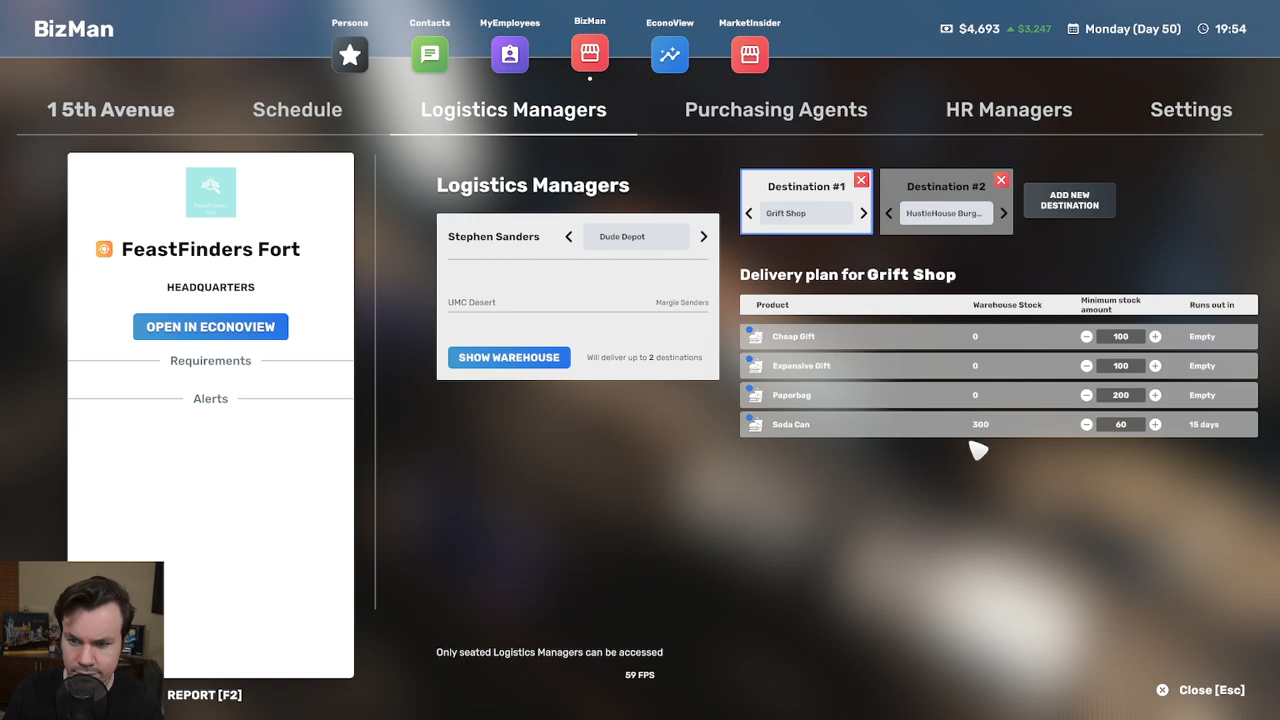 BizMan
Persona
Contacts
MyEmployees
BizMan
EconoView
MarketInsider
$4,693
$3,247
Monday (Day 50)
19:54
1 5th Avenue
Schedule
Logistics Managers
Purchasing Agents
HR Managers
Settings
FeastFinders
Fort
FeastFinders Fort
HEADQUARTERS
OPEN IN ECONOVIEW
Requirements
Alerts
REPORT [F2]
Logistics Managers
Stephen Sanders
Dude Depot
UMC Desert
Margie Sanders
SHOW WAREHOUSE
Will deliver up to 2 destinations
Only seated Logistics Managers can be accessed
59 FPS
Destination #1
Grift Shop
Destination #2
HustleHouse Burg...
ADD NEW
DESTINATION
Delivery plan for Grift Shop
Product
Warehouse Stock
Minimum stock
amount
Runs out in
Cheap Gift
0
100
Empty
Expensive Gift
0
100
Empty
Paperbag
0
200
Empty
Soda Can
300
60
15 days
Close [Esc]